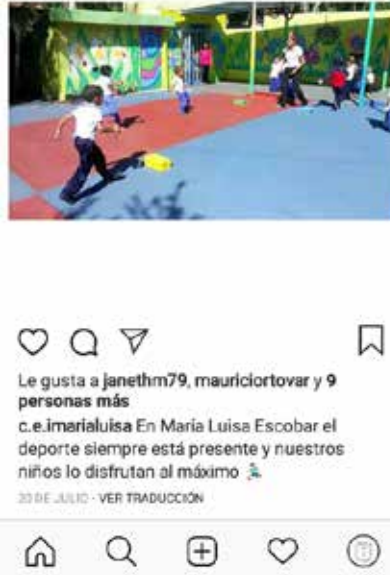 Le gusta a janethm79, mauriciortovar y 9
personas más
c.e.imarialuisa En Maria Luisa Escobar el
deporte siempre está presente y nuestros
niños lo disfrutan al máximo
20 DE JULIO · VER TRADUCCIÓN